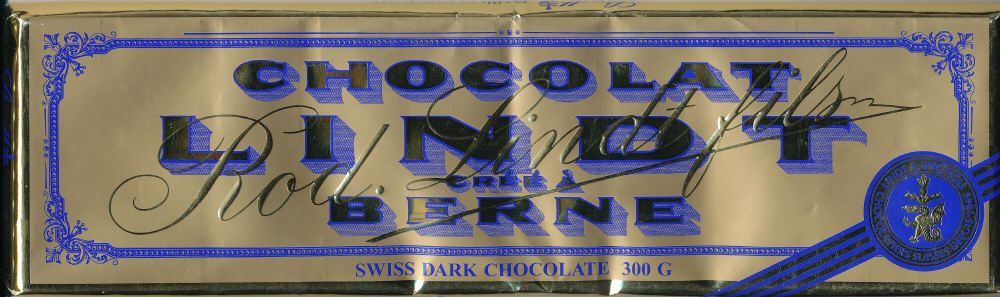 CHOCOLAT
LINDT
Rod. Lindt fils
CRÉÉ À
BERNE
SWISS DARK CHOCOLATE 300 G